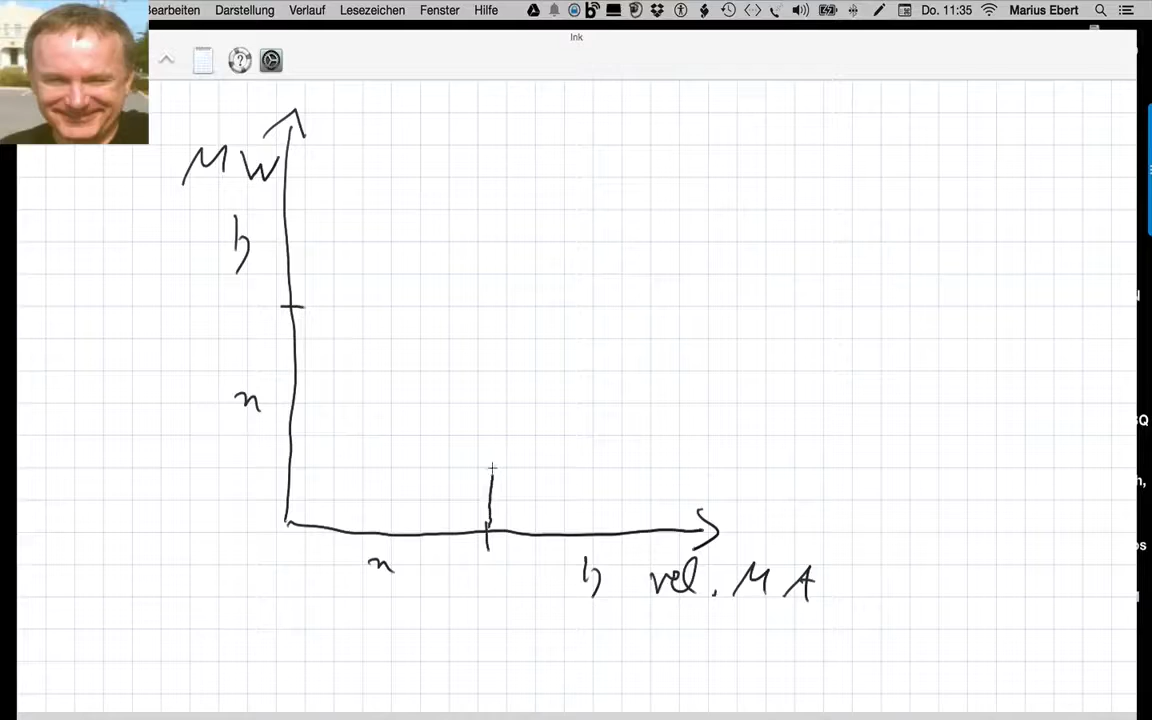 Bearbeiten Darstellung Verlauf Lesezeichen Fenster Hilfe Do. 11:35 Marius Ebert
Ink
MW
h
n
n
h rel. MA